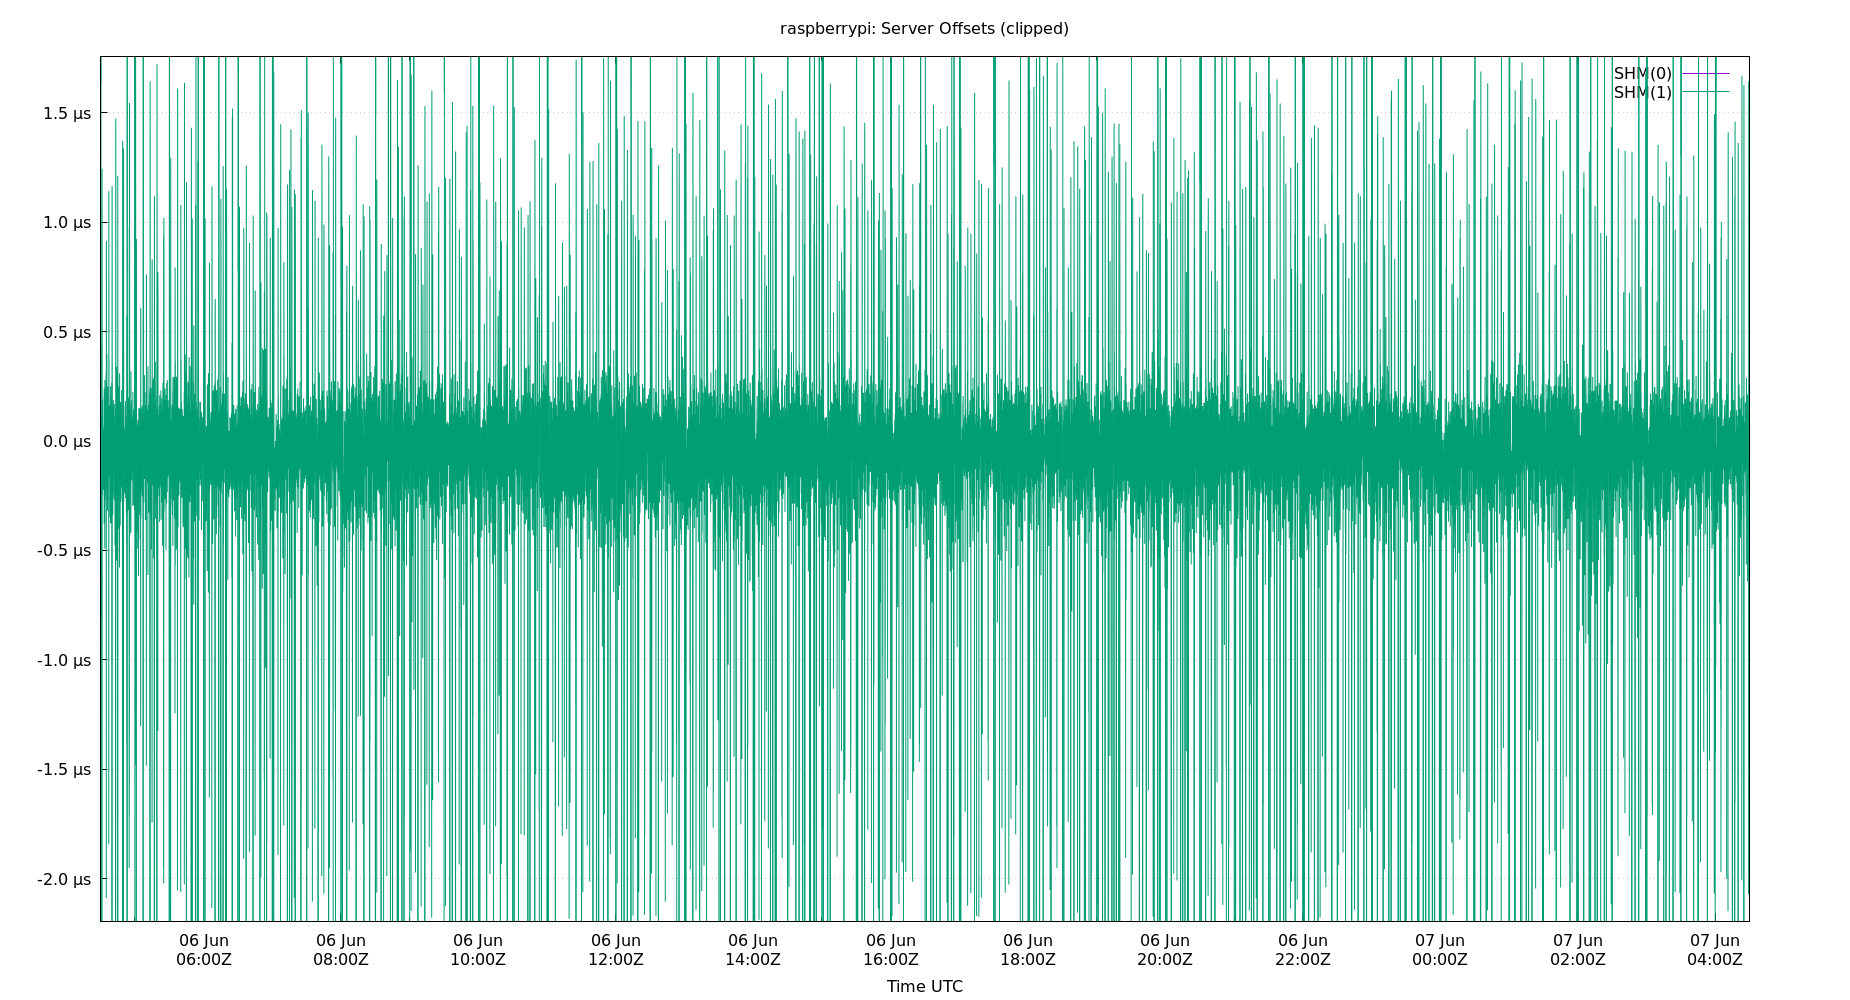 raspberrypi: Server Offsets (clipped)
SHM(0)
SHM(1)
1.5 µs
1.0 µs
0.5 µs
0.0 µs
-0.5 µs
-1.0 µs
-1.5 µs
-2.0 µs
06 Jun 06 Jun 06 Jun 06 Jun 06 Jun 06 Jun 06 Jun 06 Jun 06 Jun 07 Jun 07 Jun 07 Jun
06:00Z 08:00Z 10:00Z 12:00Z 14:00Z 16:00Z 18:00Z 20:00Z 22:00Z 00:00Z 02:00Z 04:00Z
Time UTC